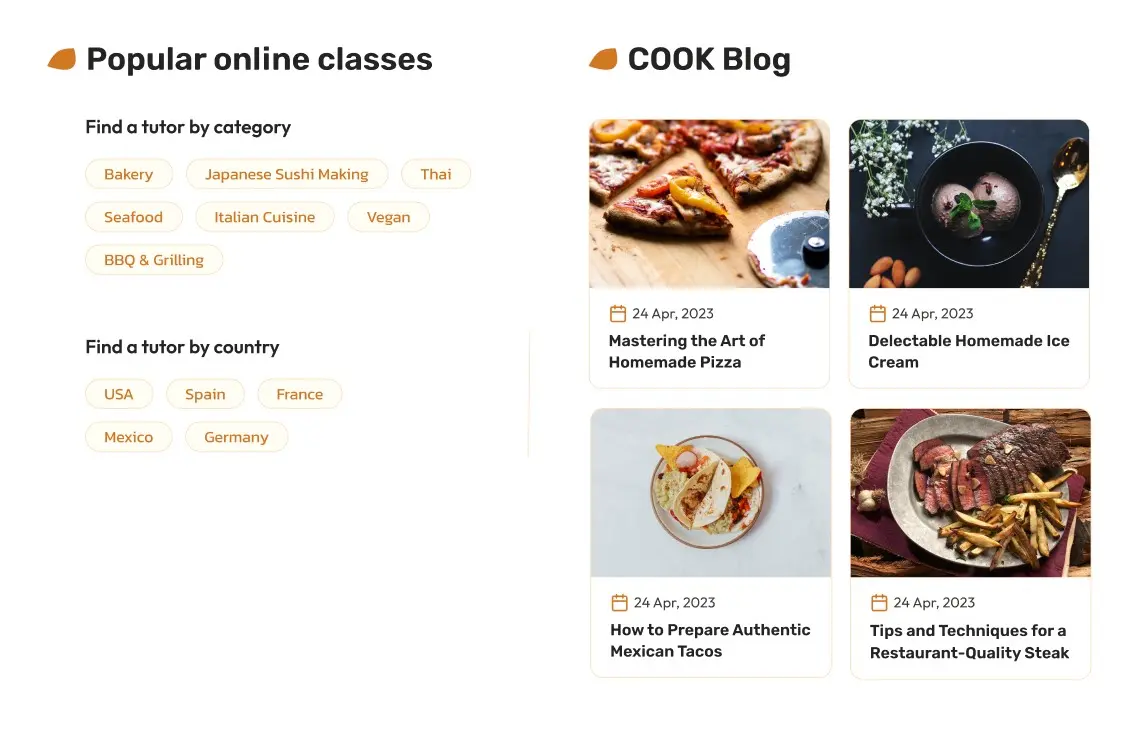 Popular online classes
Find a tutor by category
Bakery
Japanese Sushi Making
Thai
Seafood
Italian Cuisine
Vegan
BBQ & Grilling
Find a tutor by country
USA
Spain
France
Mexico
Germany
COOK Blog
24 Apr, 2023
Mastering the Art of
Homemade Pizza
24 Apr, 2023
Delectable Homemade Ice
Cream
24 Apr, 2023
How to Prepare Authentic
Mexican Tacos
24 Apr, 2023
Tips and Techniques for a
Restaurant-Quality Steak